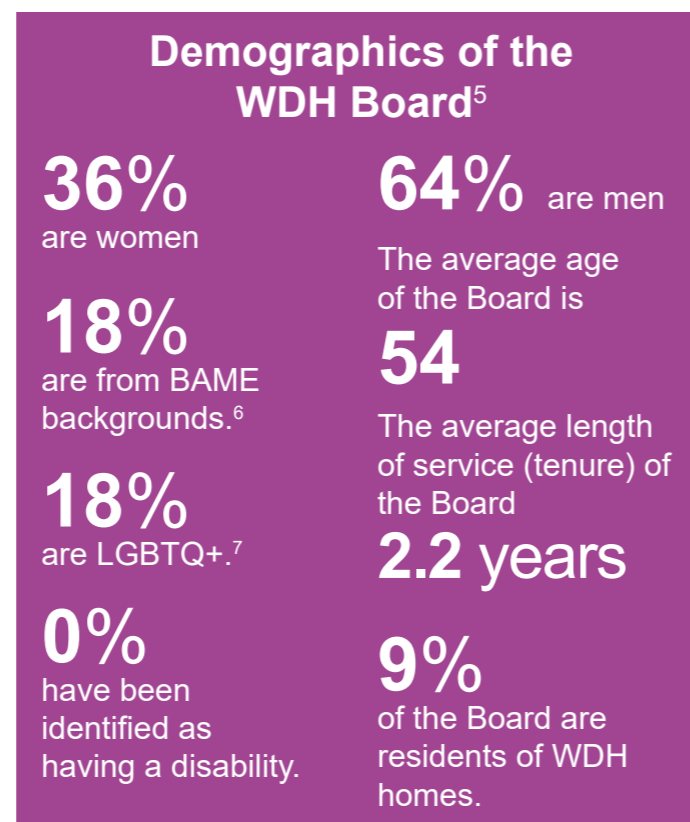 Demographics of the
WDH Board5
36%
are women
18%
are from BAME
backgrounds.6
18%
are LGBTQ+.7
0%
have been
identified as
having a disability.
64% are men
The average age
of the Board is
54
The average length
of service (tenure) of
the Board
2.2 years
9%
of the Board are
residents of WDH
homes.